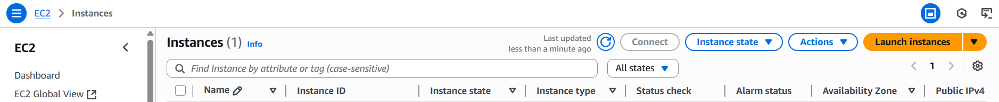 EC2 > Instances
EC2
Dashboard
EC2 Global View
Instances (1) Info
Last updated
less than a minute ago
Connect
Instance state
Actions
Launch instances
Find Instance by attribute or tag (case-sensitive)
All states
1
Name Instance ID Instance state Instance type Status check Alarm status Availability Zone Public IPv4